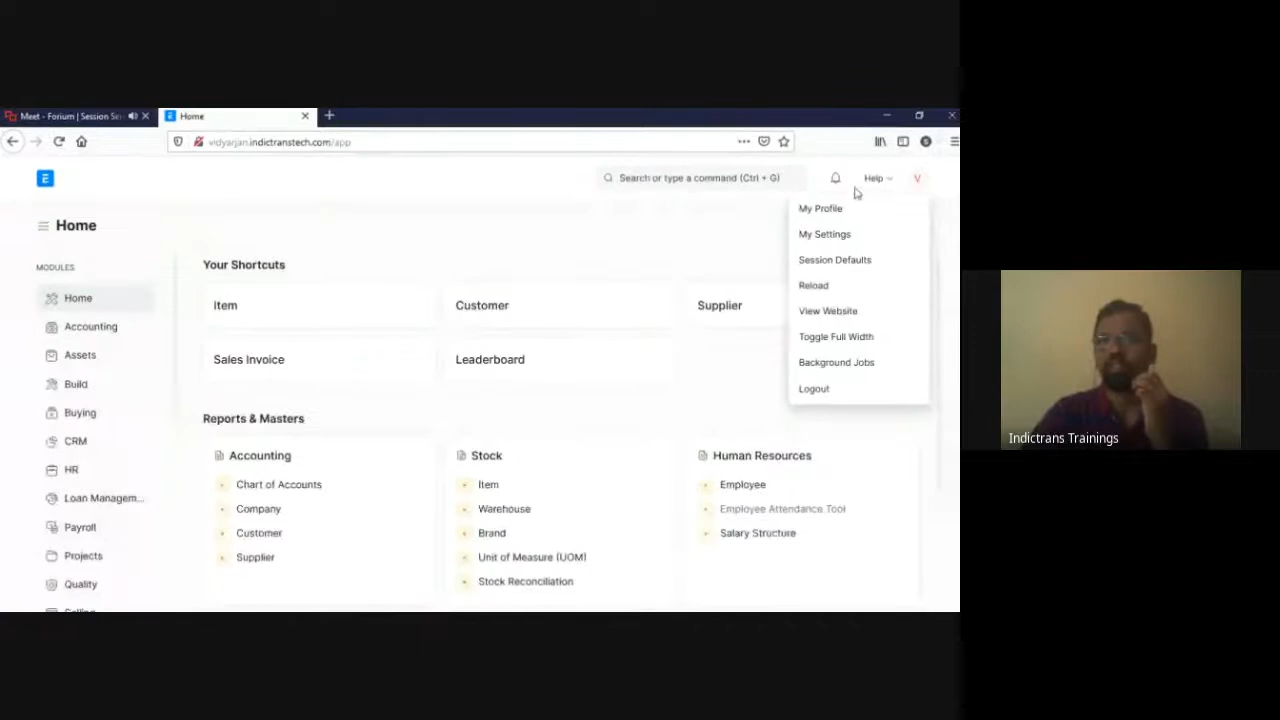 Meet - Forium | Session
Home
vidyarjan.indictranstech.com/app
Search or type a command (Ctrl + G)
Help
V
My Profile
My Settings
Session Defaults
Reload
View Website
Toggle Full Width
Background Jobs
Logout
Home
MODULES
Home
Accounting
Assets
Build
Buying
CRM
HR
Loan Managem...
Payroll
Projects
Quality
Selling
Your Shortcuts
Item
Customer
Supplier
Sales Invoice
Leaderboard
Reports & Masters
Accounting
Chart of Accounts
Company
Customer
Supplier
Stock
Item
Warehouse
Brand
Unit of Measure (UOM)
Stock Reconciliation
Human Resources
Employee
Employee Attendance Tool
Salary Structure
Indictrans Trainings